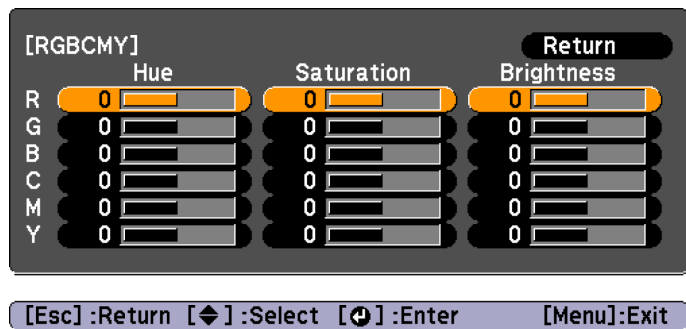 [RGBCMY] Return
Hue Saturation Brightness
R 0 0 0
G 0 0 0
B 0 0 0
C 0 0 0
M 0 0 0
Y 0 0 0
[Esc] :Return [◆] :Select [↵] :Enter [Menu]:Exit